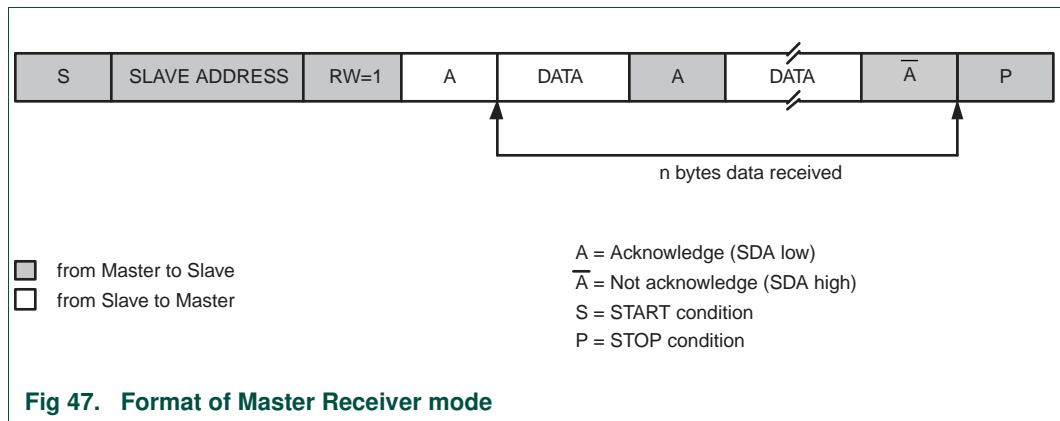 S SLAVE ADDRESS RW=1 A DATA A DATA A̅ P
n bytes data received
from Master to Slave
from Slave to Master
A = Acknowledge (SDA low)
A̅ = Not acknowledge (SDA high)
S = START condition
P = STOP condition
Fig 47. Format of Master Receiver mode